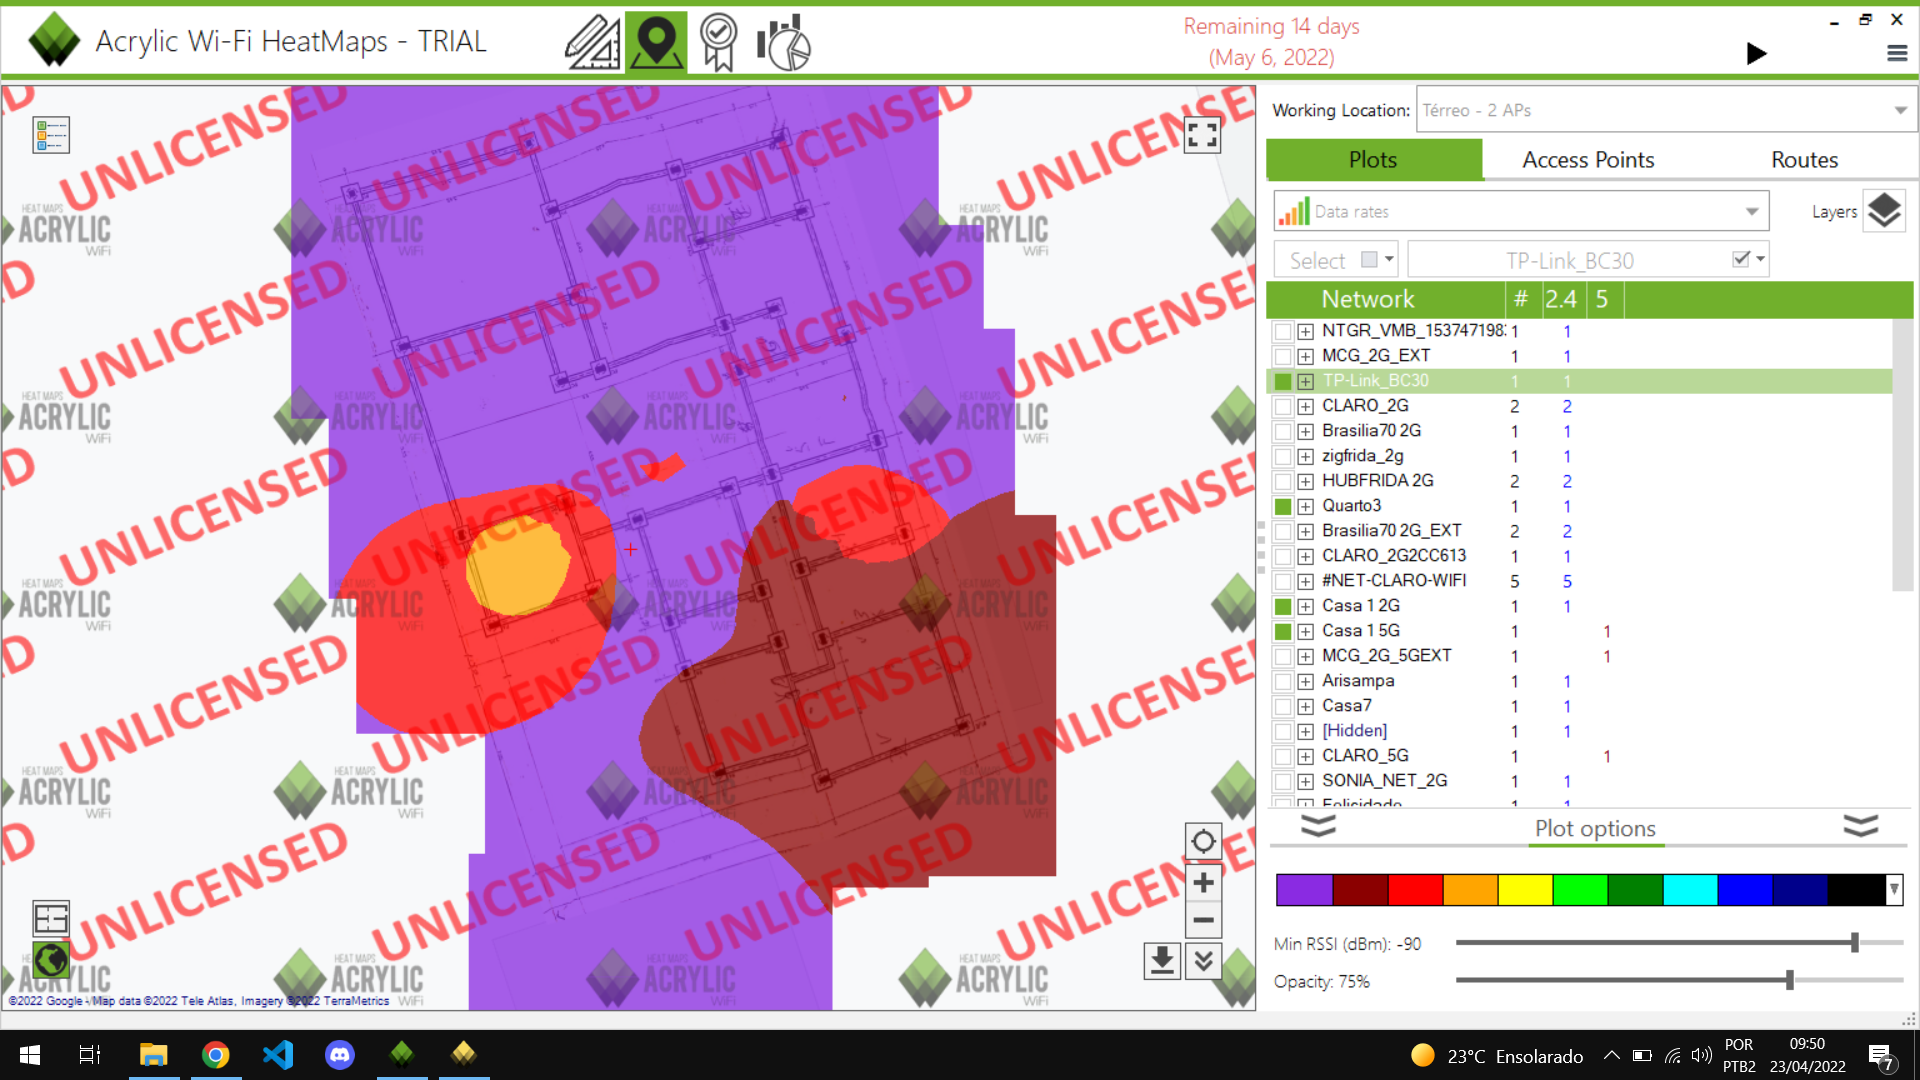 Acrylic Wi-Fi HeatMaps - TRIAL
Remaining 14 days
(May 6, 2022)
Working Location:
Térreo - 2 APs
Plots
Access Points
Routes
Data rates
Layers
Select
TP-Link_BC30
Network # 2.4 5
NTGR_VMB_1537471983 1 1
MCG_2G_EXT 1 1
TP-Link_BC30 1 1
CLARO_2G 2 2
Brasilia70 2G 1 1
zigfrida_2g 1 1
HUBFRIDA 2G 2 2
Quarto3 1 1
Brasilia70 2G_EXT 2 2
CLARO_2G2CC613 1 1
#NET-CLARO-WIFI 5 5
Casa 1 2G 1 1
Casa 1 5G 1 1
MCG_2G_5GEXT 1 1
Arisampa 1 1
Casa7 1 1
[Hidden] 1 1
CLARO_5G 1 1
SONIA_NET_2G 1 1
Felicidade 1 1
Plot options
Min RSSI (dBm): -90
Opacity: 75%
UNLICENSED
HEAT MAPS
ACRYLIC
WiFi
©2022 Google - Map data ©2022 Tele Atlas, Imagery ©2022 TerraMetrics
23°C Ensolarado
POR
PTB2
09:50
23/04/2022
7